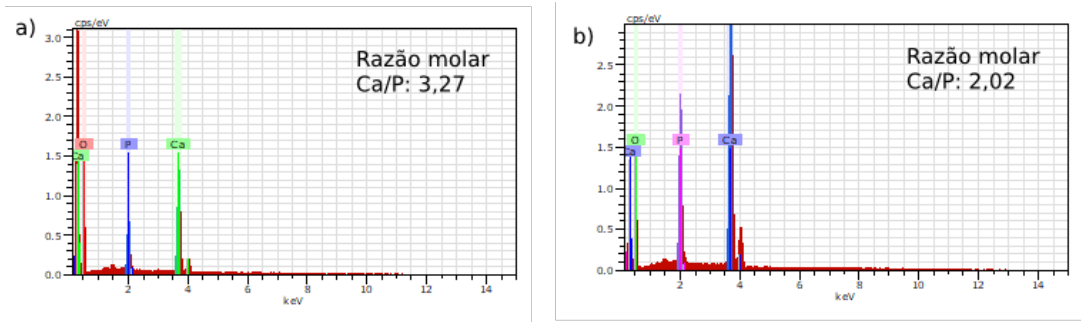 a)
cps/eV
3.0
2.5
2.0
1.5
1.0
0.5
0.0
O
Ca
P
Ca
Razão molar
Ca/P: 3,27
2 4 6 8 10 12 14
keV
b)
cps/eV
2.5
2.0
1.5
1.0
0.5
0.0
O
Ca
P
Ca
Razão molar
Ca/P: 2,02
2 4 6 8 10 12 14
keV